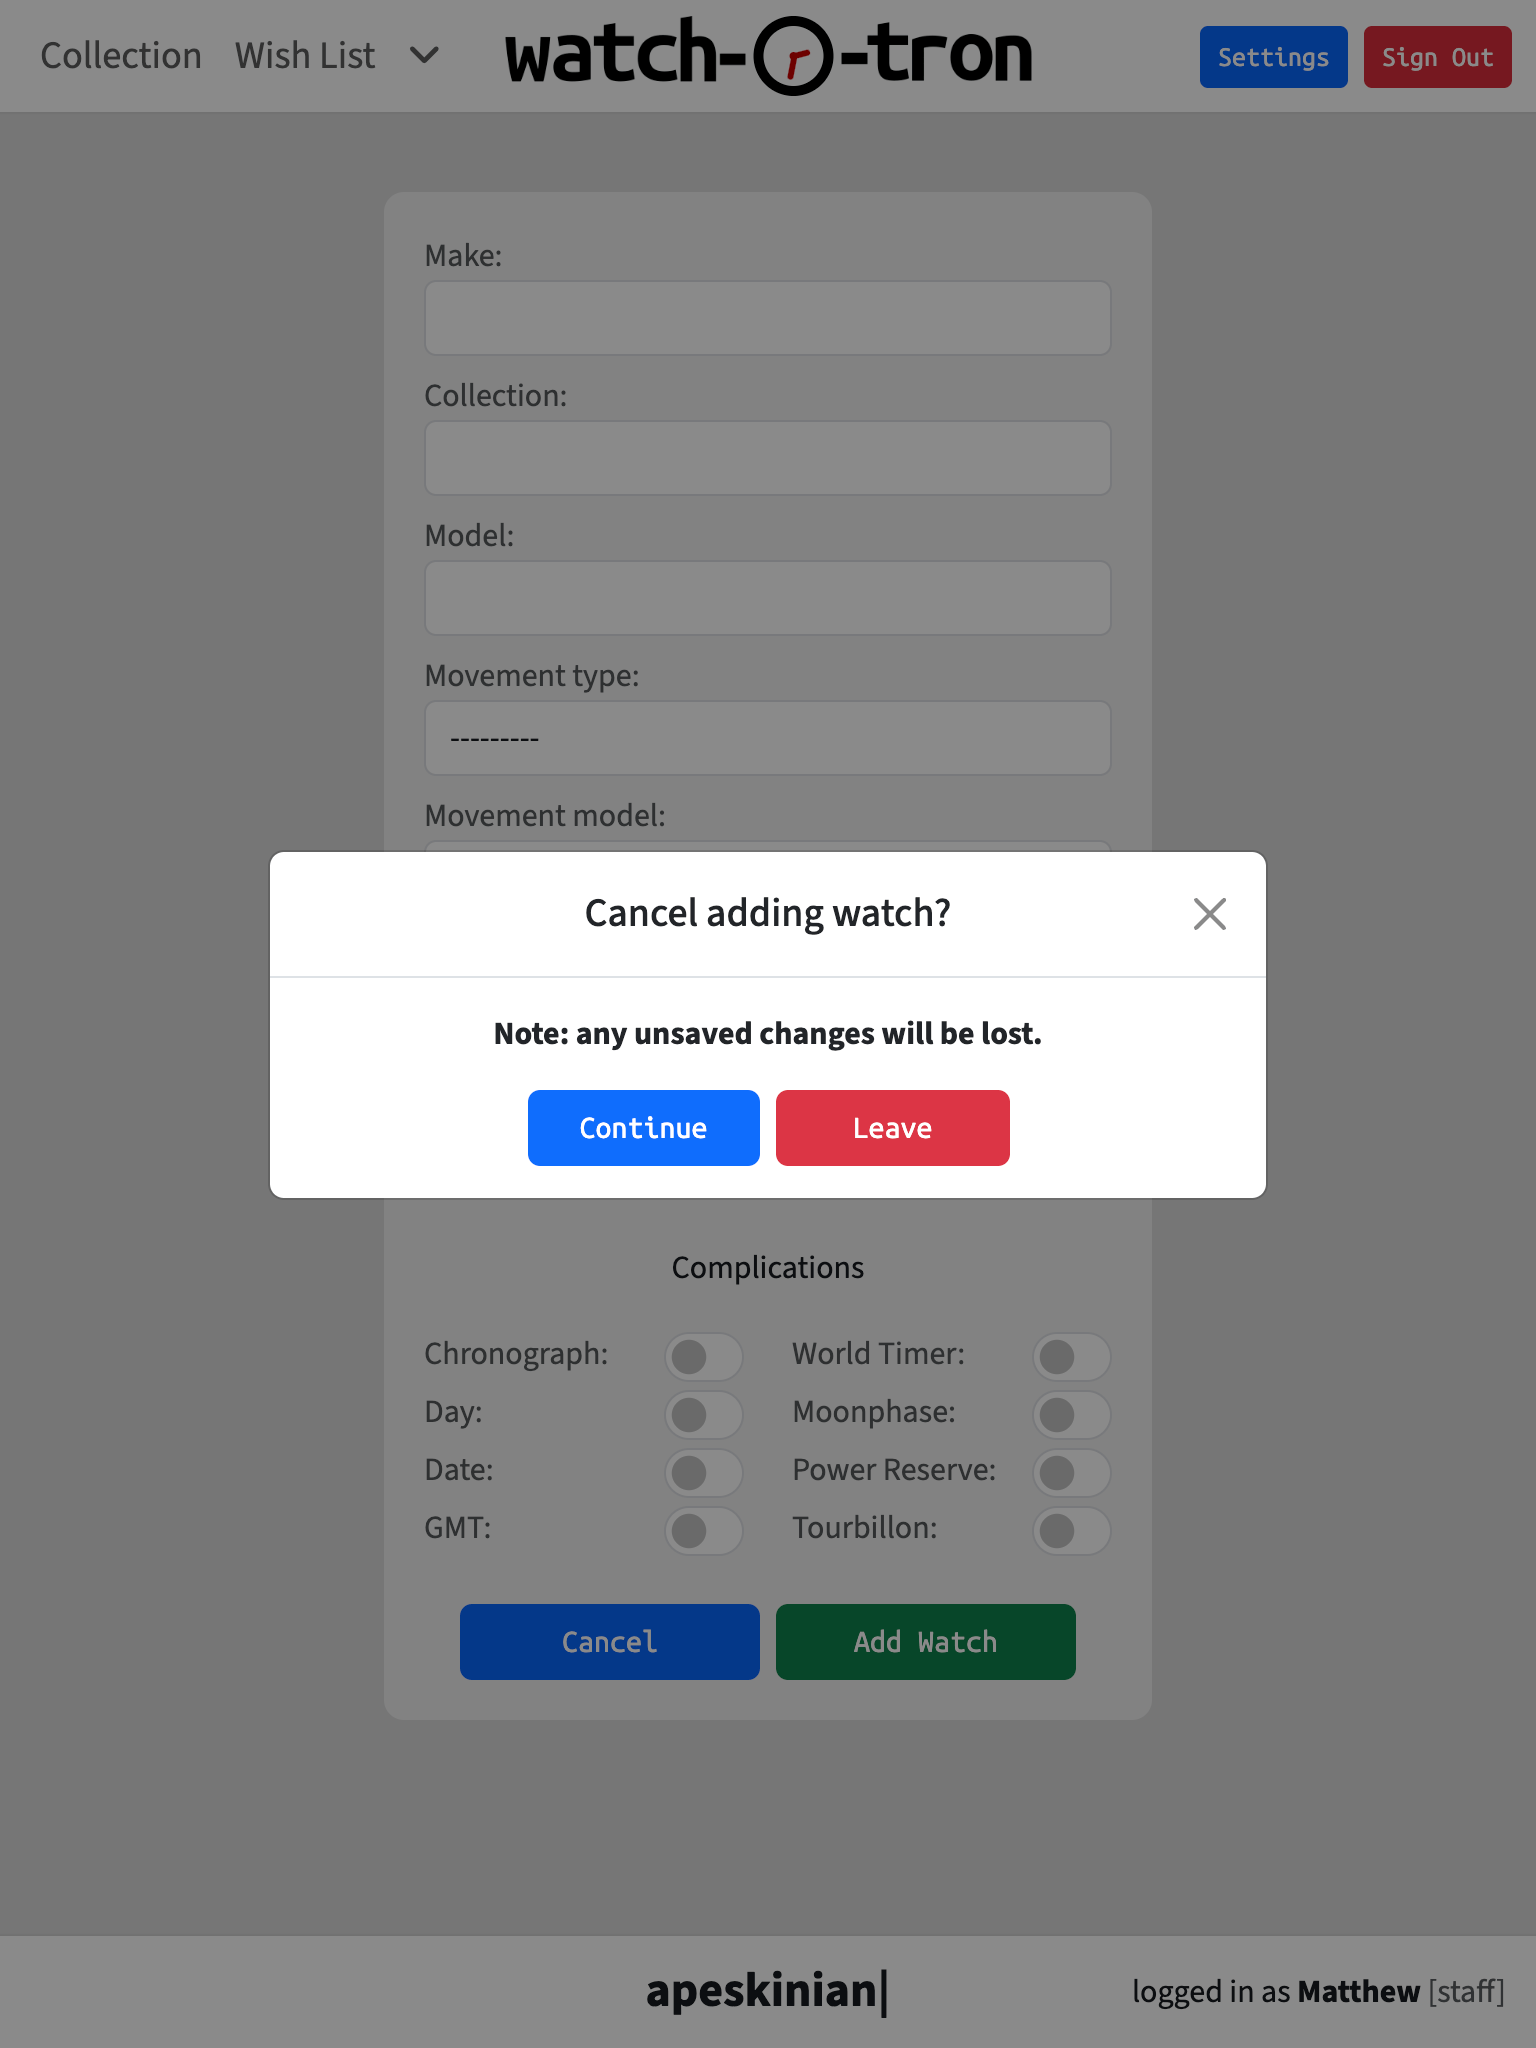 Collection Wish List watch-O-tron Settings Sign Out
Make:
Collection:
Model:
Movement type:
---------
Movement model:
Cancel adding watch?
Note: any unsaved changes will be lost.
Continue Leave
Complications
Chronograph: World Timer:
Day: Moonphase:
Date: Power Reserve:
GMT: Tourbillon:
Cancel Add Watch
apeskinian| logged in as Matthew [staff]